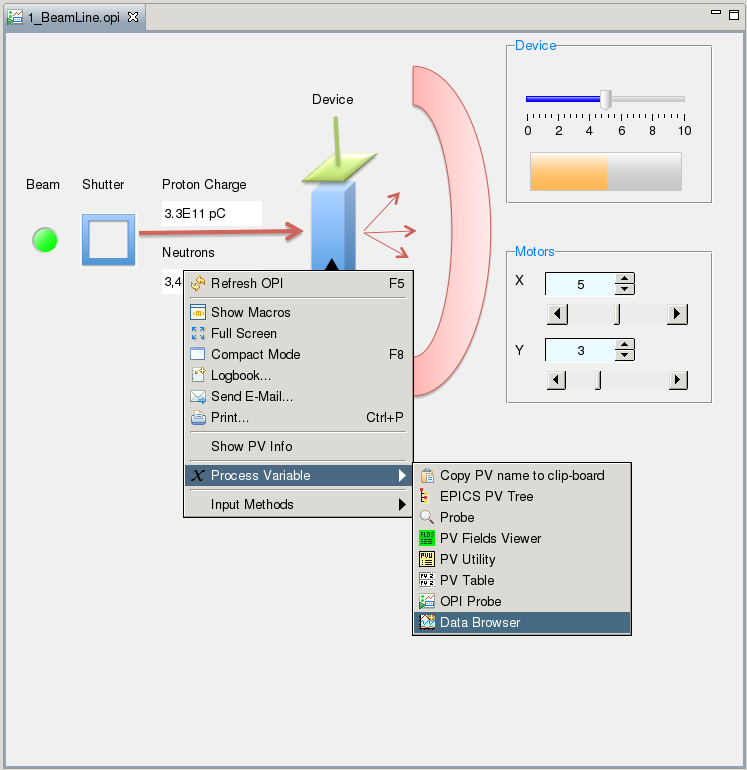 1_BeamLine.opi
Device
0 2 4 6 8 10
Device
Beam
Shutter
Proton Charge
3.3E11 pC
Neutrons
3,4
Motors
X
5
Y
3
Refresh OPI F5
Show Macros
Full Screen
Compact Mode F8
Logbook...
Send E-Mail...
Print... Ctrl+P
Show PV Info
Process Variable
Input Methods
Copy PV name to clip-board
EPICS PV Tree
Probe
PV Fields Viewer
PV Utility
PV Table
OPI Probe
Data Browser